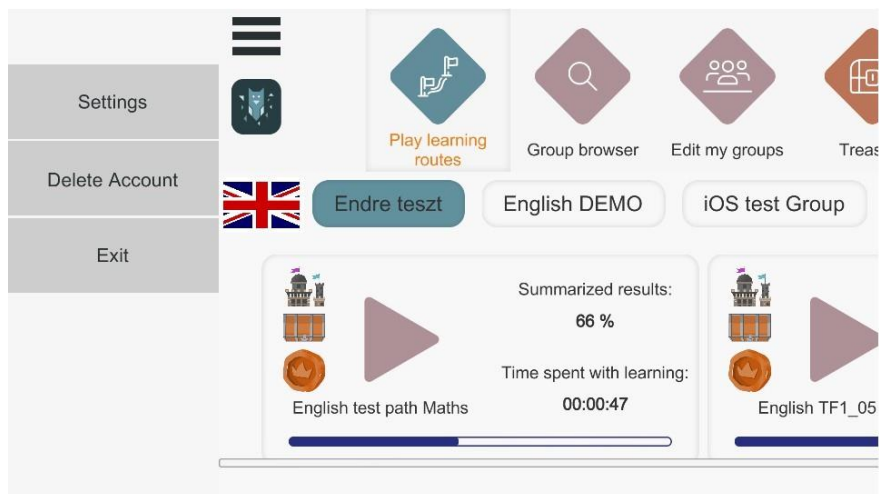 Settings
Delete Account
Exit
Play learning
routes
Group browser
Edit my groups
Treas
Endre teszt
English DEMO
iOS test Group
Summarized results:
66 %
Time spent with learning:
00:00:47
English test path Maths
English TF1_05